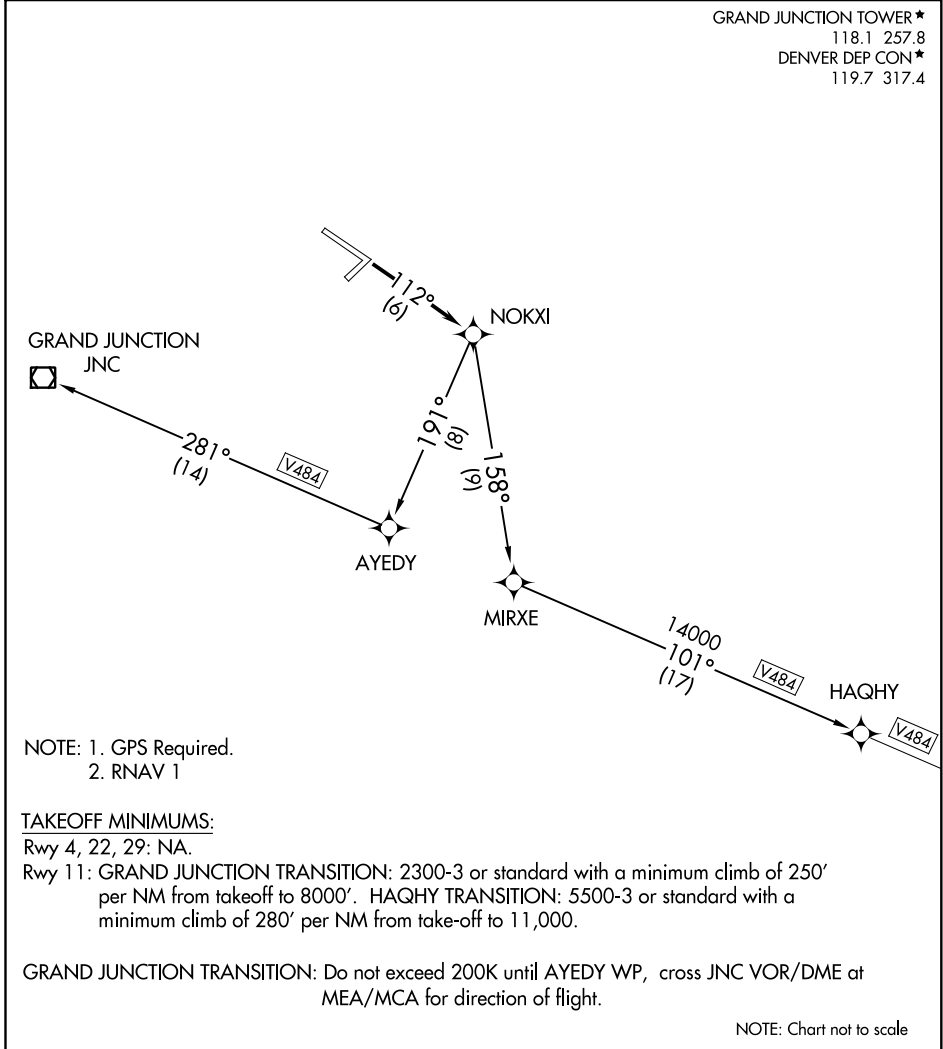 GRAND JUNCTION TOWER★
118.1 257.8
DENVER DEP CON★
119.7 317.4
112°
(6)
NOKXI
GRAND JUNCTION
JNC
191°
(8)
158°
(9)
281°
(14)
V484
AYEDY
MIRXE
14000
101°
(17)
V484
HAQHY
V484
NOTE: 1. GPS Required.
2. RNAV 1
TAKEOFF MINIMUMS:
Rwy 4, 22, 29: NA.
Rwy 11: GRAND JUNCTION TRANSITION: 2300-3 or standard with a minimum climb of 250′
per NM from takeoff to 8000′. HAQHY TRANSITION: 5500-3 or standard with a
minimum climb of 280′ per NM from take-off to 11,000.
GRAND JUNCTION TRANSITION: Do not exceed 200K until AYEDY WP, cross JNC VOR/DME at
MEA/MCA for direction of flight.
NOTE: Chart not to scale